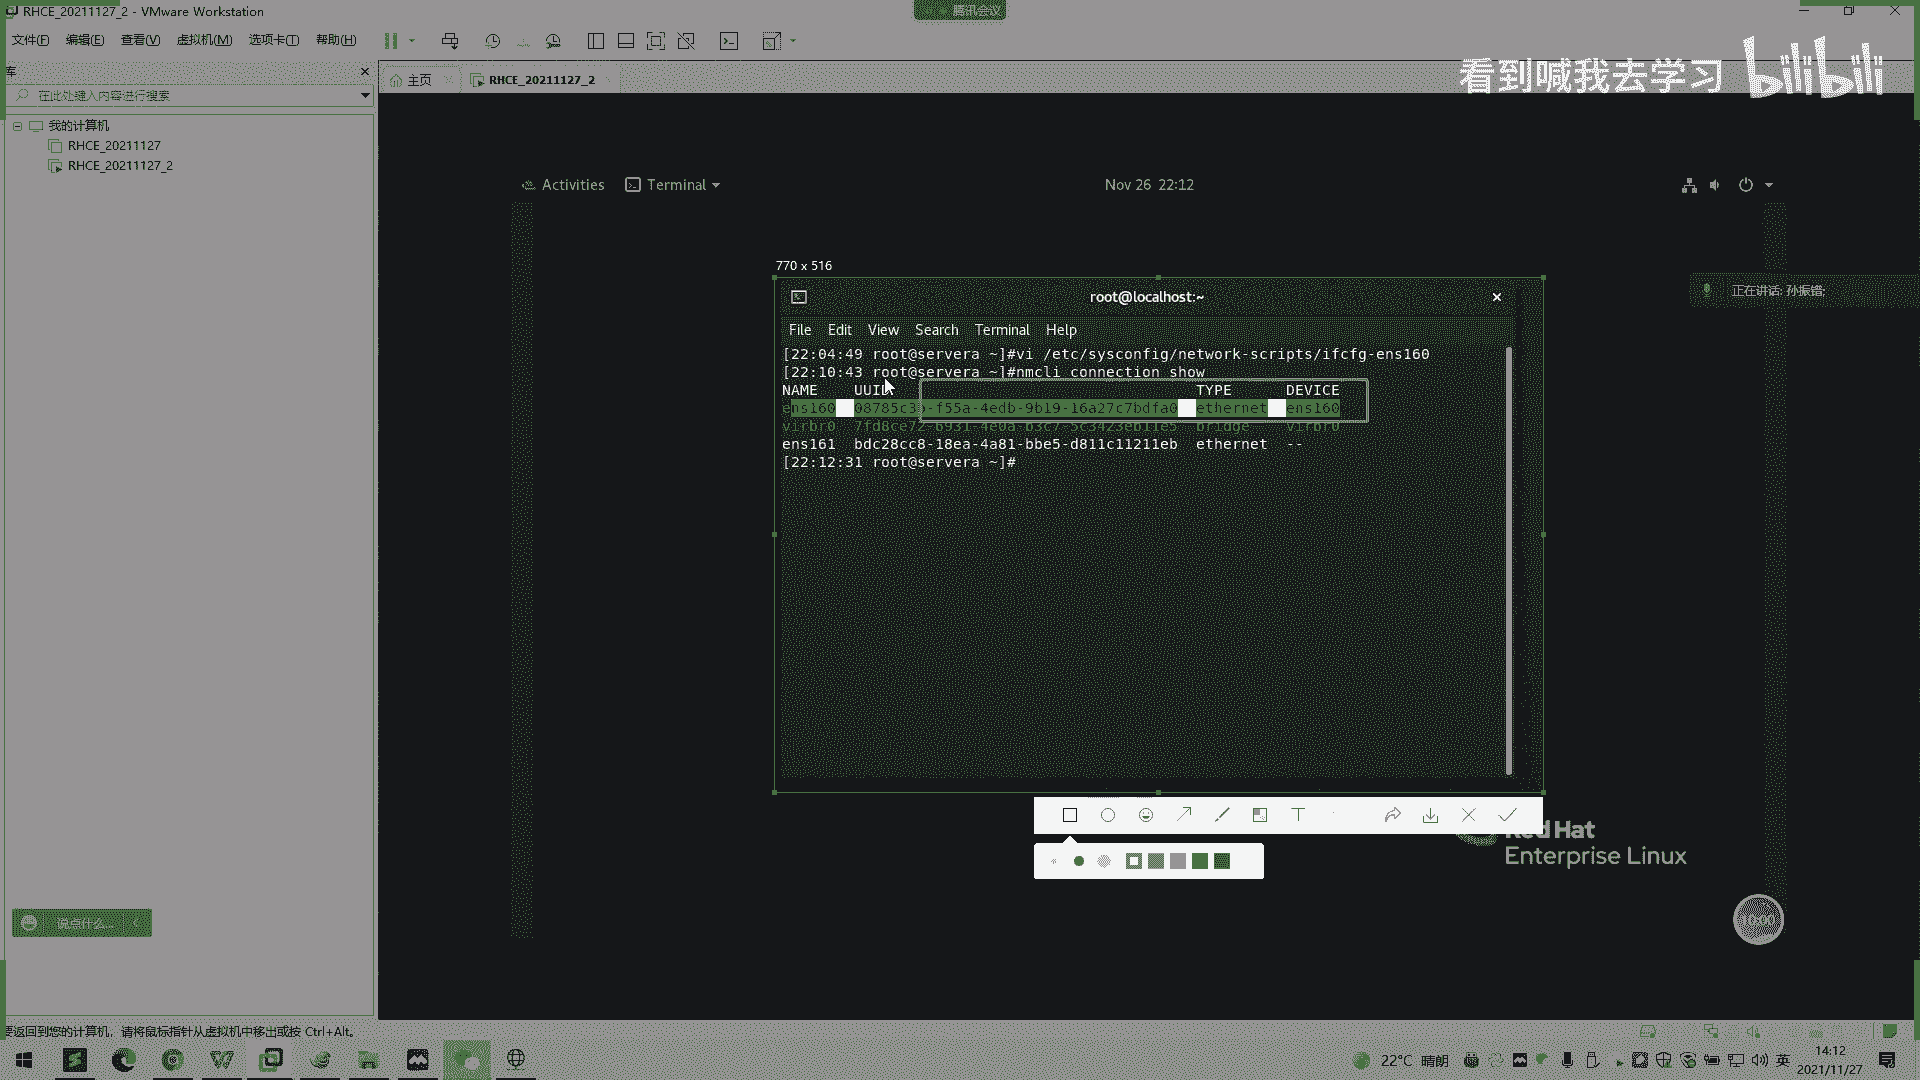 RHCE_20211127_2 - VMware Workstation
腾讯会议
文件(F) 编辑(E) 查看(V) 虚拟机(M) 选项卡(T) 帮助(H)
看到喊我去学习 bilibili
库
主页 RHCE_20211127_2
在此处键入内容进行搜索
我的计算机
RHCE_20211127
RHCE_20211127_2
Activities Terminal Nov 26 22:12
770 x 516
正在讲话:
root@localhost:~
File Edit View Search Terminal Help
[22:04:49 root@servera ~]#vi /etc/sysconfig/network-scripts/ifcfg-ens160
[22:10:43 root@servera ~]#nmcli connection show
NAME UUID TYPE DEVICE
ens160 08785c3b-f55a-4edb-9b19-16a27c7bdfa0 ethernet ens160
virbr0 7fd8ce72-b931-4e0a-b3c7-5c3423eb11e5 bridge virbr0
ens161 bdc28cc8-18ea-4a81-bbe5-d811c11211eb ethernet --
[22:12:31 root@servera ~]#
Red Hat
Enterprise Linux
说点什么...
要返回到您的计算机，请将鼠标指针从虚拟机中移出或按 Ctrl+Alt。
22°C 晴朗 英 14:12
2021/11/27